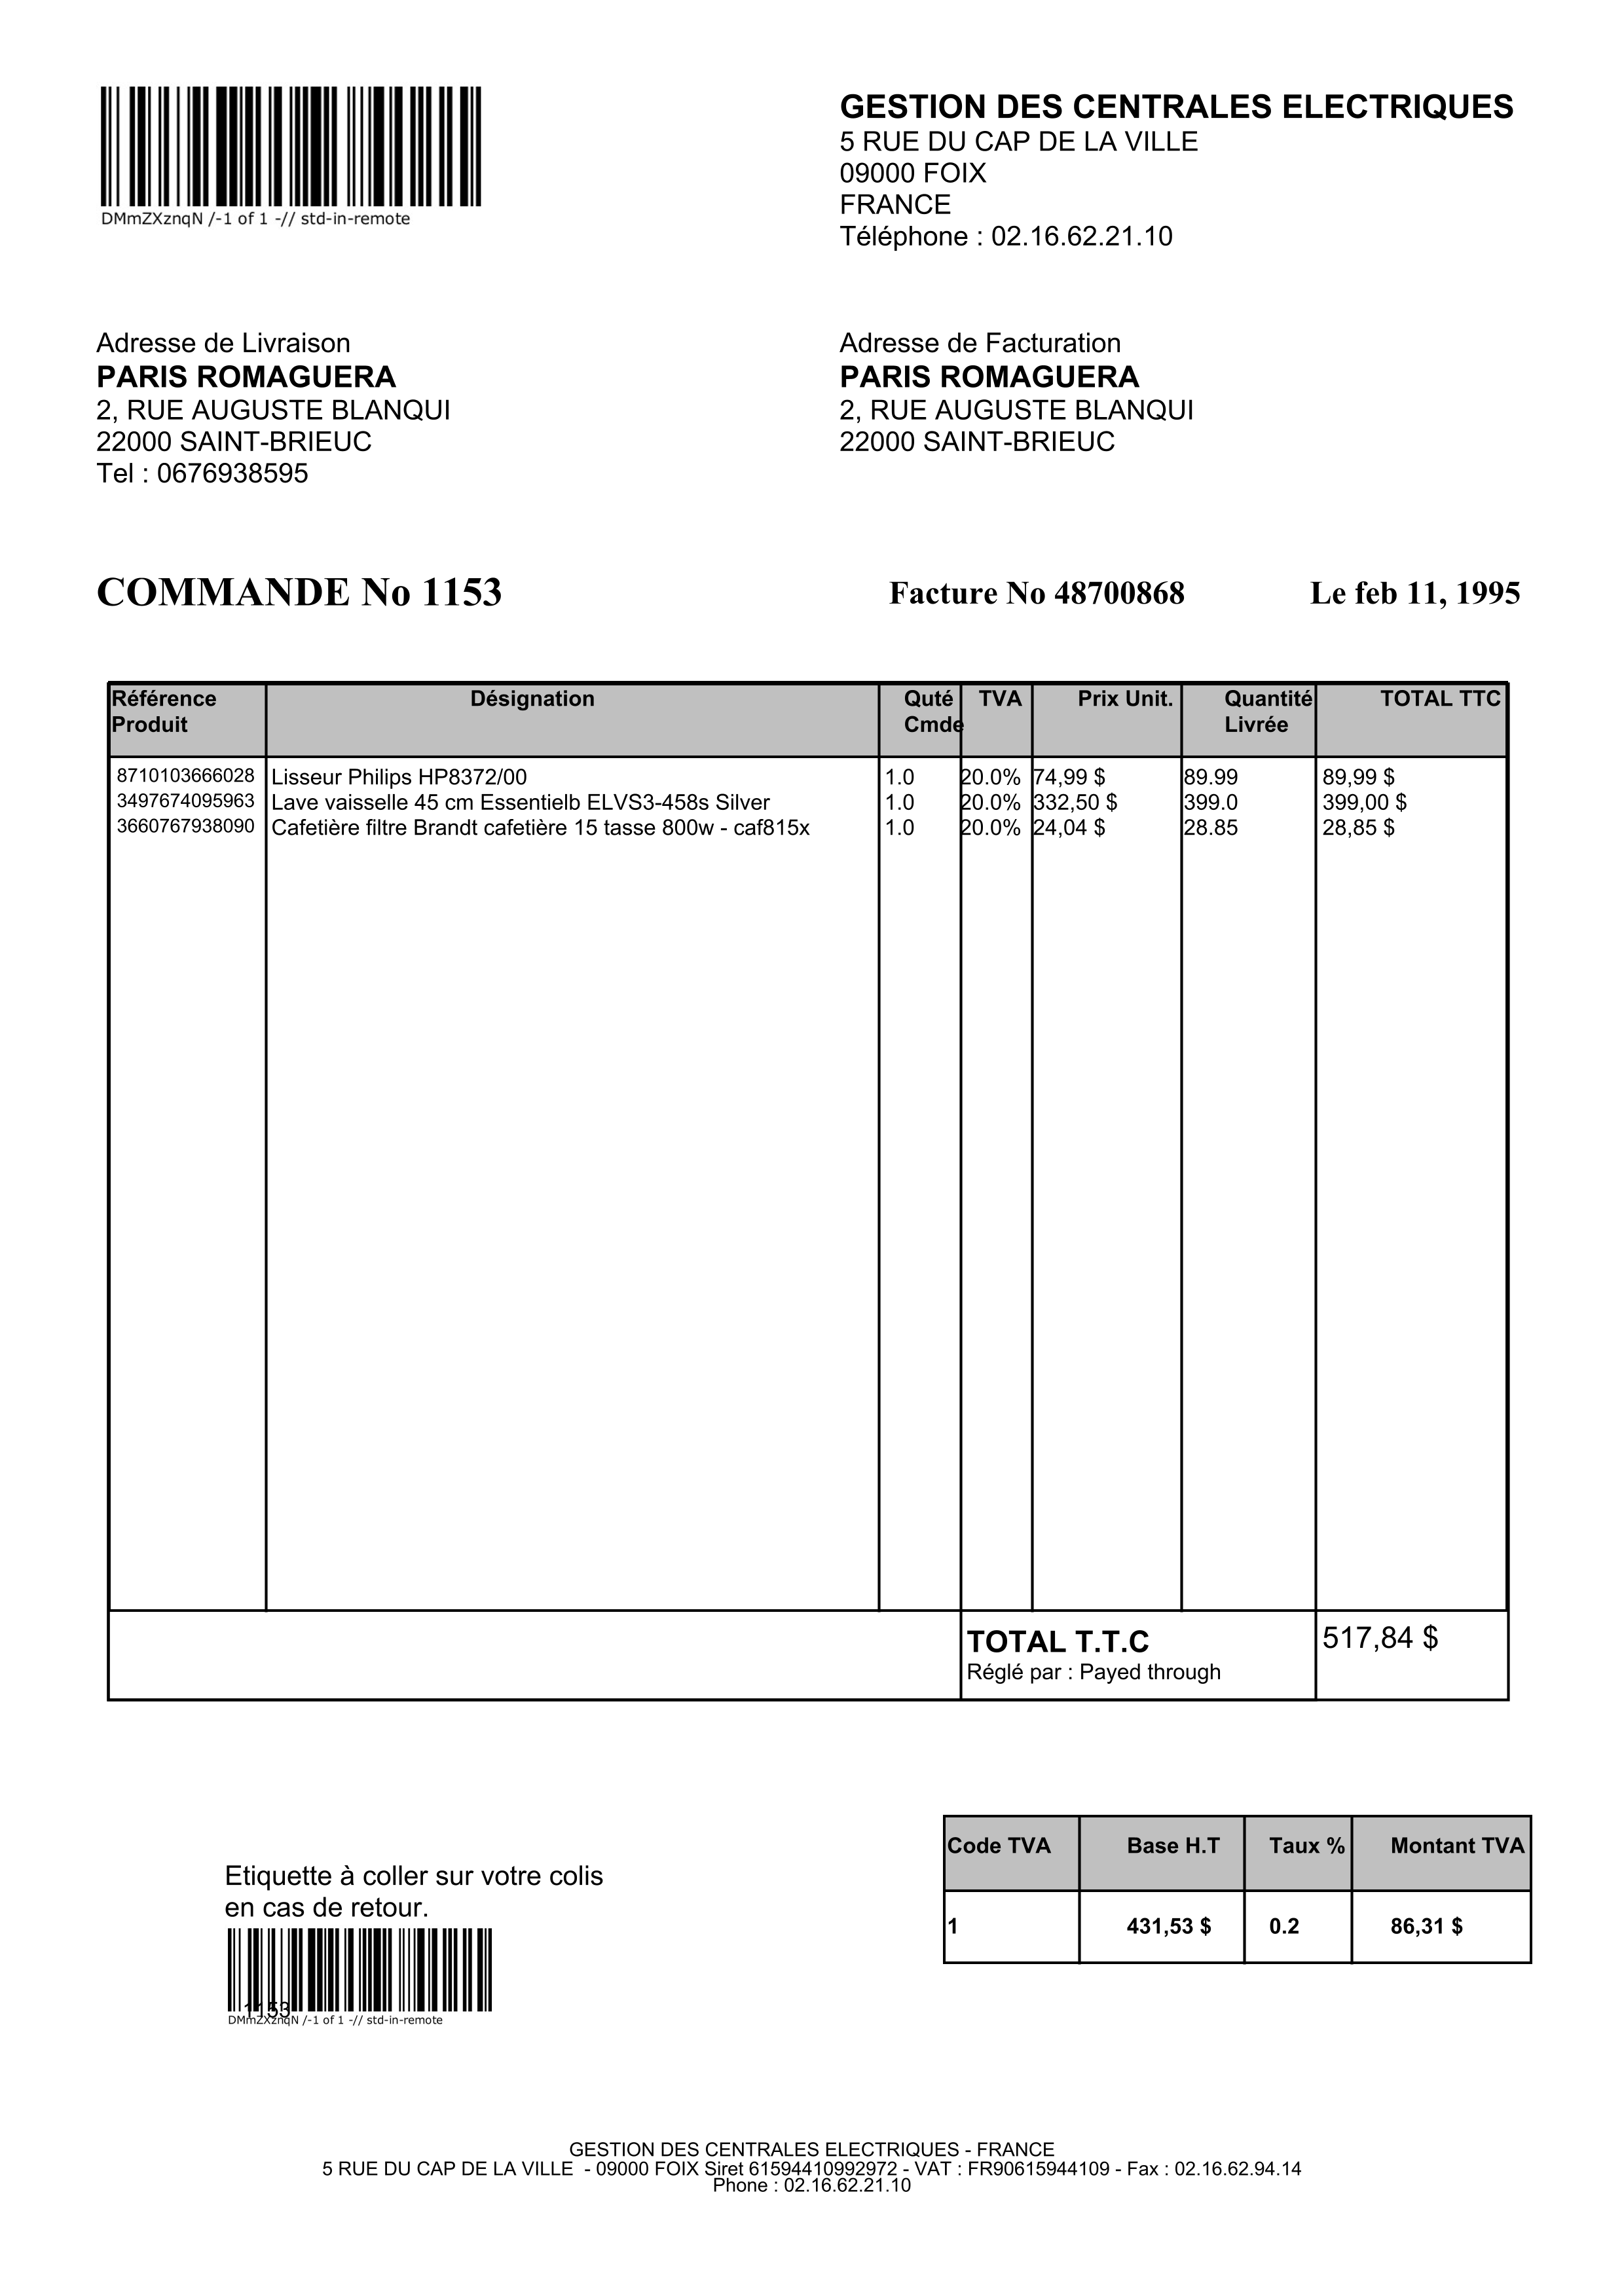 DMmZXznqN /-1 of 1 -// std-in-remote
GESTION DES CENTRALES ELECTRIQUES
5 RUE DU CAP DE LA VILLE
09000 FOIX
FRANCE
Téléphone : 02.16.62.21.10
Adresse de Livraison
PARIS ROMAGUERA
2, RUE AUGUSTE BLANQUI
22000 SAINT-BRIEUC
Tel : 0676938595
Adresse de Facturation
PARIS ROMAGUERA
2, RUE AUGUSTE BLANQUI
22000 SAINT-BRIEUC
COMMANDE No 1153 Facture No 48700868 Le feb 11, 1995
Référence Désignation Quté TVA Prix Unit. Quantité TOTAL TTC
Produit Cmde Livrée
8710103666028 Lisseur Philips HP8372/00 1.0 20.0% 74,99 $ 89.99 89,99 $
3497674095963 Lave vaisselle 45 cm Essentielb ELVS3-458s Silver 1.0 20.0% 332,50 $ 399.0 399,00 $
3660767938090 Cafetière filtre Brandt cafetière 15 tasse 800w - caf815x 1.0 20.0% 24,04 $ 28.85 28,85 $
TOTAL T.T.C 517,84 $
Réglé par : Payed through
Code TVA Base H.T Taux % Montant TVA
1 431,53 $ 0.2 86,31 $
Etiquette à coller sur votre colis
en cas de retour.
1153
DMmZXznqN /-1 of 1 -// std-in-remote
GESTION DES CENTRALES ELECTRIQUES - FRANCE
5 RUE DU CAP DE LA VILLE - 09000 FOIX Siret 61594410992972 - VAT : FR90615944109 - Fax : 02.16.62.94.14
Phone : 02.16.62.21.10